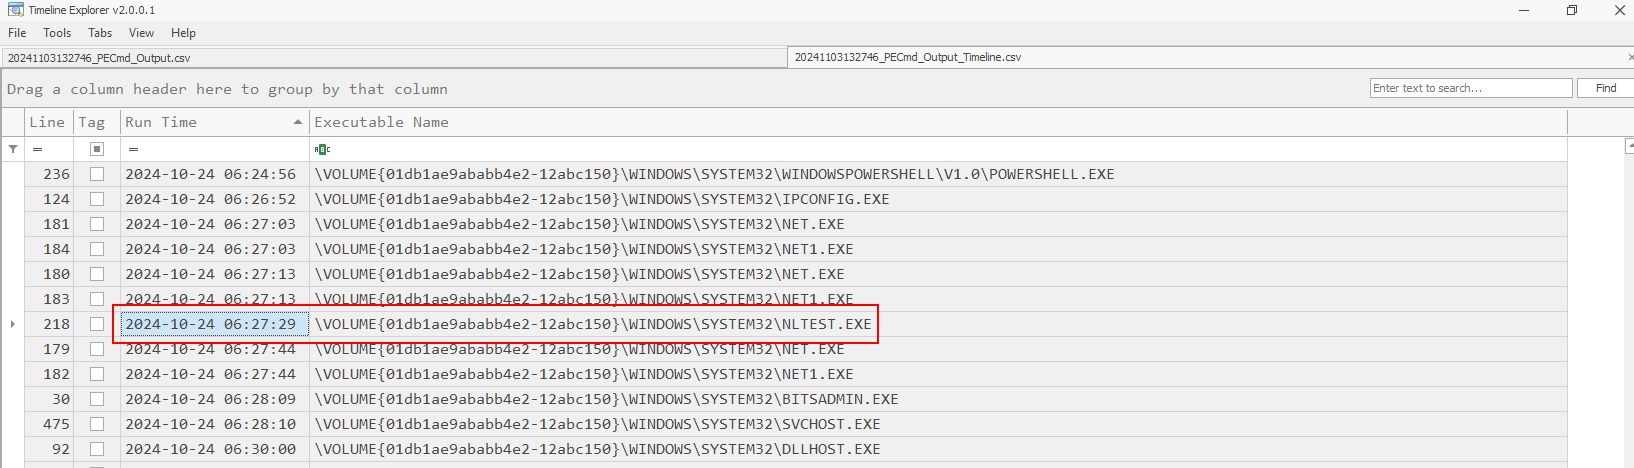 Timeline Explorer v2.0.0.1
File Tools Tabs View Help
20241103132746_PECmd_Output.csv 20241103132746_PECmd_Output_Timeline.csv
Drag a column header here to group by that column Enter text to search... Find
Line Tag Run Time Executable Name
= = ABC
236 2024-10-24 06:24:56 \VOLUME{01db1ae9ababb4e2-12abc150}\WINDOWS\SYSTEM32\WINDOWSPOWERSHELL\V1.0\POWERSHELL.EXE
124 2024-10-24 06:26:52 \VOLUME{01db1ae9ababb4e2-12abc150}\WINDOWS\SYSTEM32\IPCONFIG.EXE
181 2024-10-24 06:27:03 \VOLUME{01db1ae9ababb4e2-12abc150}\WINDOWS\SYSTEM32\NET.EXE
184 2024-10-24 06:27:03 \VOLUME{01db1ae9ababb4e2-12abc150}\WINDOWS\SYSTEM32\NET1.EXE
180 2024-10-24 06:27:13 \VOLUME{01db1ae9ababb4e2-12abc150}\WINDOWS\SYSTEM32\NET.EXE
183 2024-10-24 06:27:13 \VOLUME{01db1ae9ababb4e2-12abc150}\WINDOWS\SYSTEM32\NET1.EXE
218 2024-10-24 06:27:29 \VOLUME{01db1ae9ababb4e2-12abc150}\WINDOWS\SYSTEM32\NLTEST.EXE
179 2024-10-24 06:27:44 \VOLUME{01db1ae9ababb4e2-12abc150}\WINDOWS\SYSTEM32\NET.EXE
182 2024-10-24 06:27:44 \VOLUME{01db1ae9ababb4e2-12abc150}\WINDOWS\SYSTEM32\NET1.EXE
30 2024-10-24 06:28:09 \VOLUME{01db1ae9ababb4e2-12abc150}\WINDOWS\SYSTEM32\BITSADMIN.EXE
475 2024-10-24 06:28:10 \VOLUME{01db1ae9ababb4e2-12abc150}\WINDOWS\SYSTEM32\SVCHOST.EXE
92 2024-10-24 06:30:00 \VOLUME{01db1ae9ababb4e2-12abc150}\WINDOWS\SYSTEM32\DLLHOST.EXE